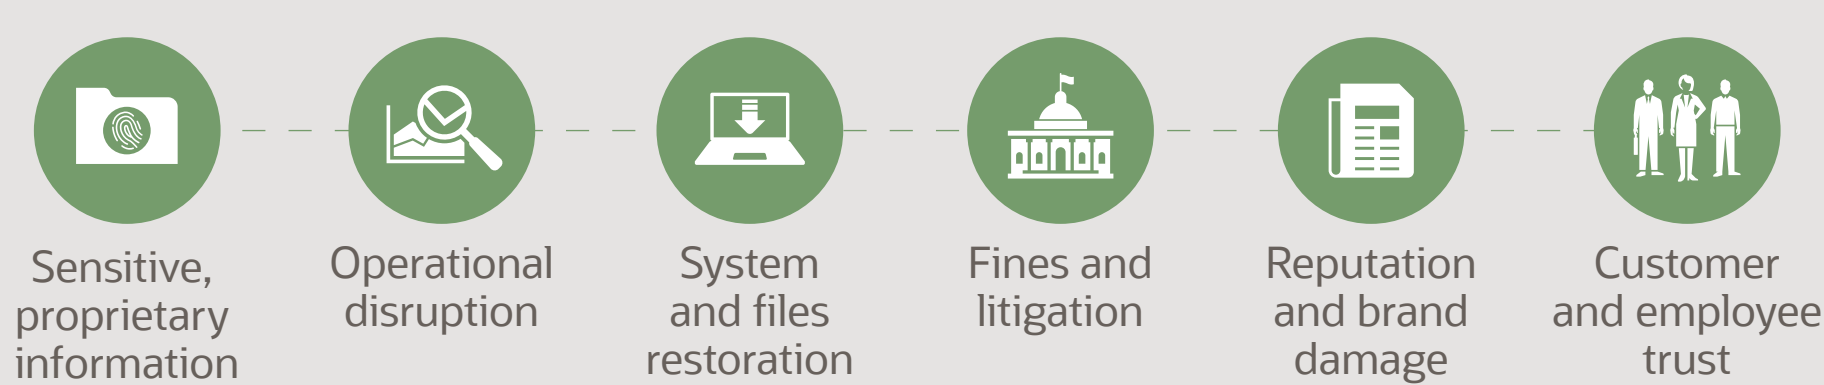 Sensitive,
proprietary
information
Operational
disruption
System
and files
restoration
Fines and
litigation
Reputation
and brand
damage
Customer
and employee
trust